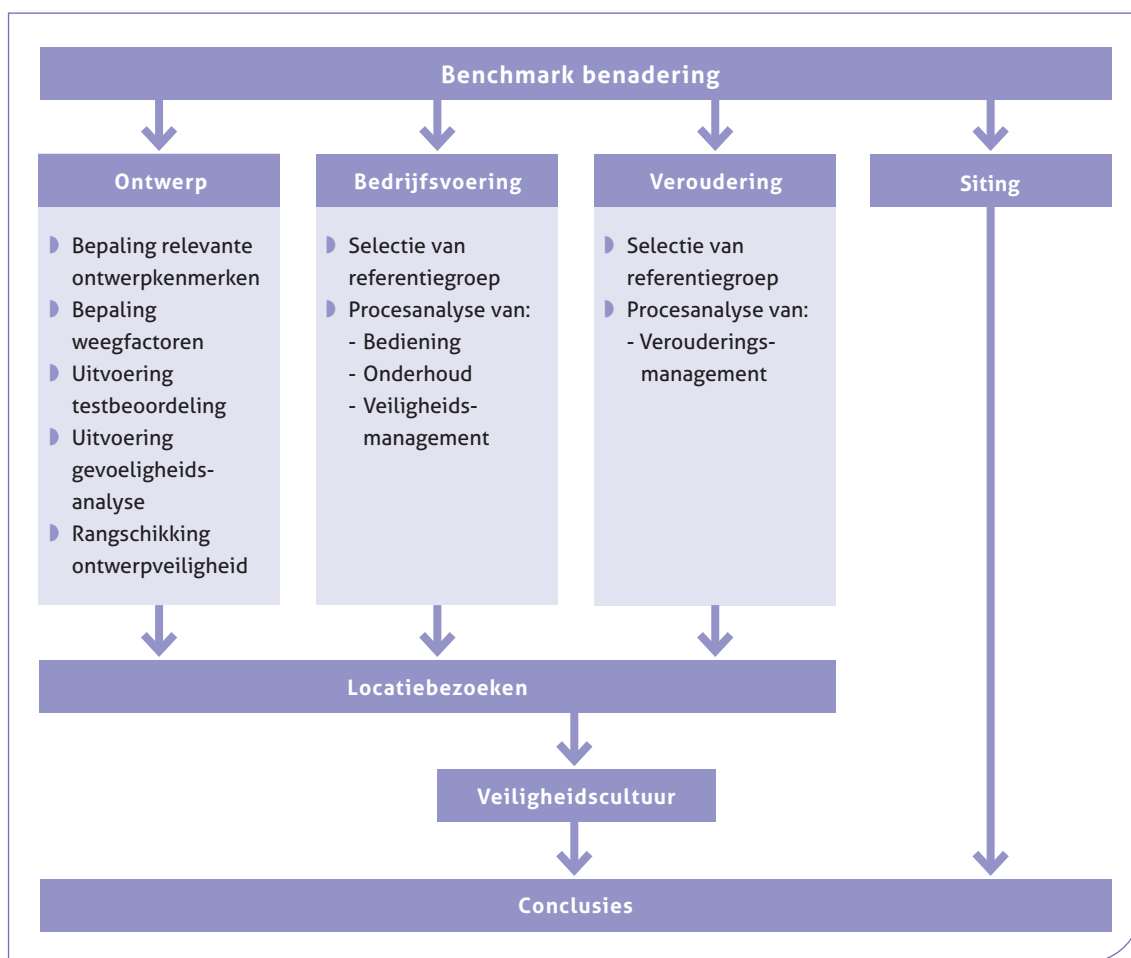 Benchmark benadering
Ontwerp
Bepaling relevante
ontwerpkenmerken
Bepaling
weegfactoren
Uitvoering
testbeoordeling
Uitvoering
gevoeligheids-
analyse
Rangschikking
ontwerpveiligheid
Bedrijfsvoering
Selectie van
referentiegroep
Procesanalyse van:
- Bediening
- Onderhoud
- Veiligheids-
management
Veroudering
Selectie van
referentiegroep
Procesanalyse van:
- Verouderings-
management
Siting
Locatiebezoeken
Veiligheidscultuur
Conclusies